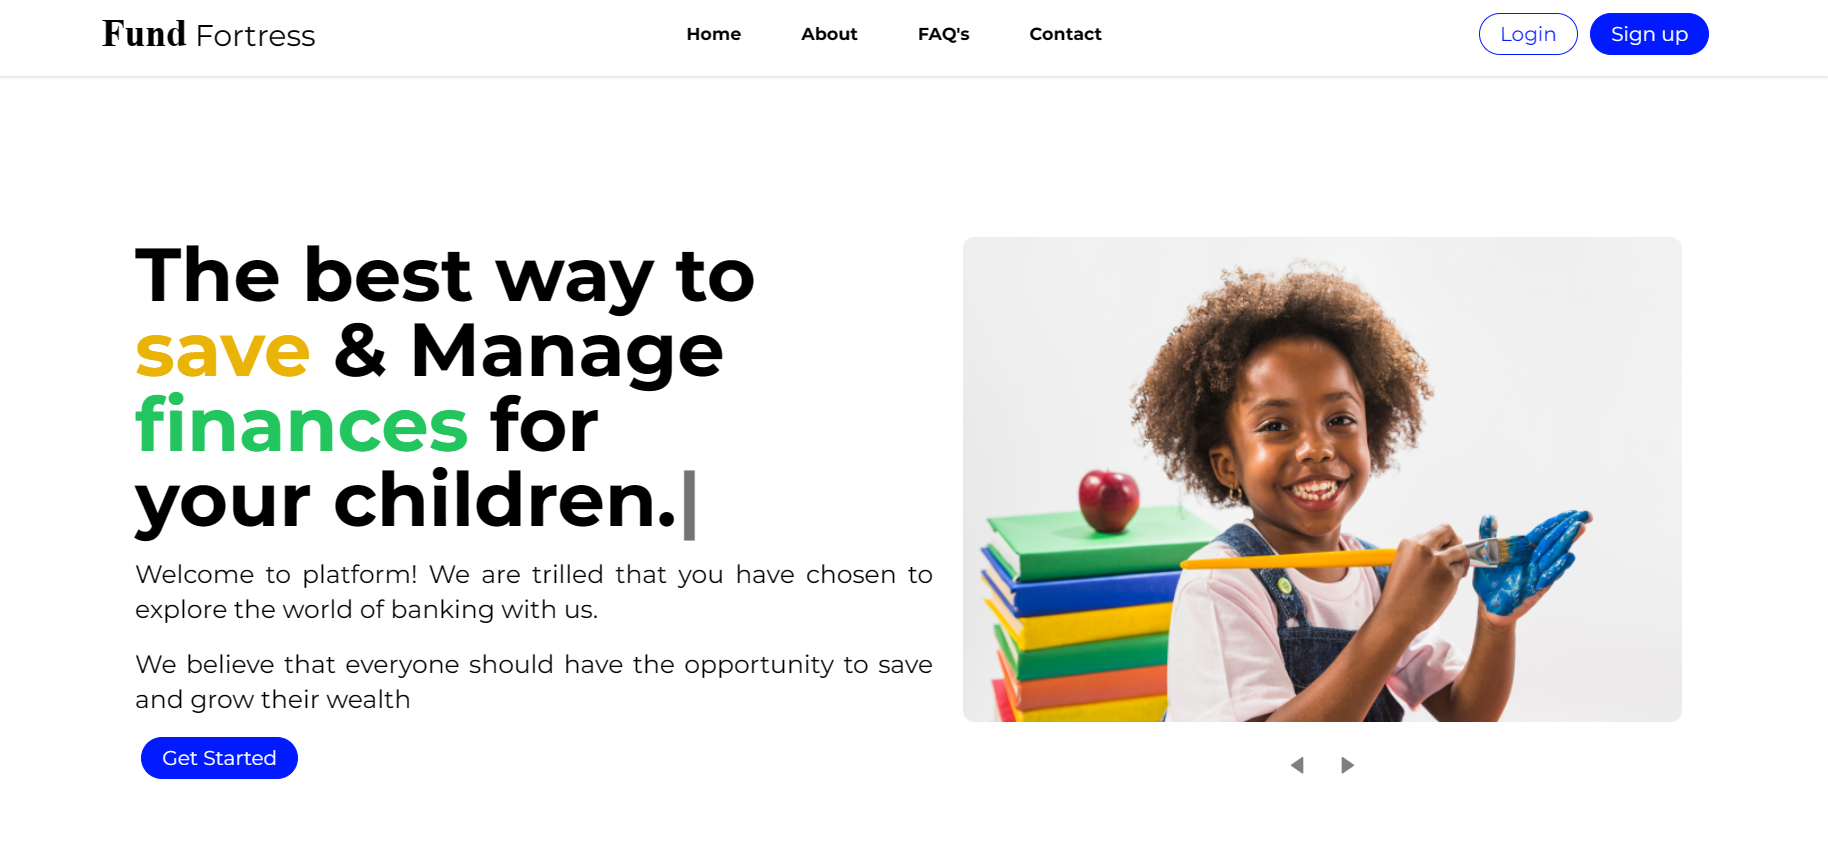 Fund Fortress
Home About FAQ's Contact
Login Sign up
The best way to
save & Manage
finances for
your children.
Welcome to platform! We are trilled that you have chosen to
explore the world of banking with us.
We believe that everyone should have the opportunity to save
and grow their wealth
Get Started